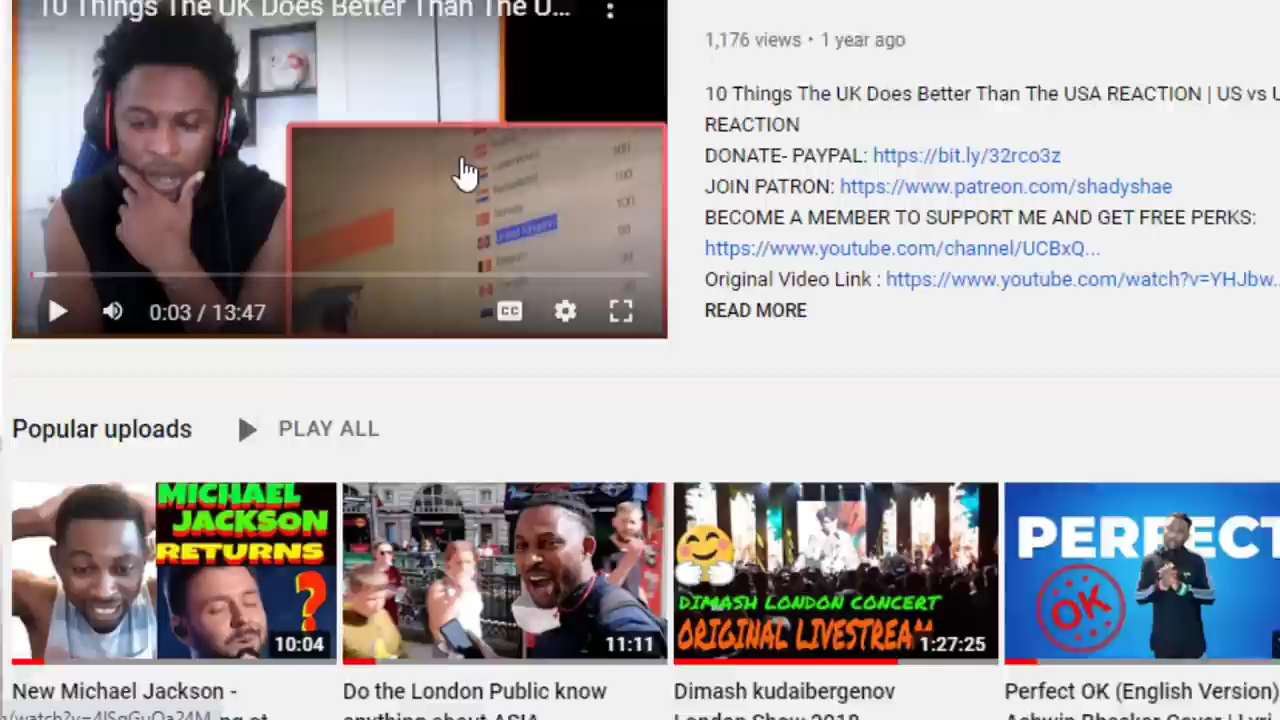 10 Things The UK Does Better Than The U...
1,176 views • 1 year ago
10 Things The UK Does Better Than The USA REACTION | US vs U
REACTION
DONATE- PAYPAL: https://bit.ly/32rco3z
JOIN PATRON: https://www.patreon.com/shadyshae
BECOME A MEMBER TO SUPPORT ME AND GET FREE PERKS:
https://www.youtube.com/channel/UCBxQ...
Original Video Link : https://www.youtube.com/watch?v=YHJbw...
READ MORE
United Kingdom
0:03 / 13:47
CC
Popular uploads
PLAY ALL
MICHAEL
JACKSON
RETURNS
?
10:04
11:11
DIMASH LONDON CONCERT
ORIGINAL LIVESTREAM
1:27:25
PERFECT
OK
New Michael Jackson -
Do the London Public know
anything about ASIA
Dimash kudaibergenov
London Show 2018
Perfect OK (English Version)